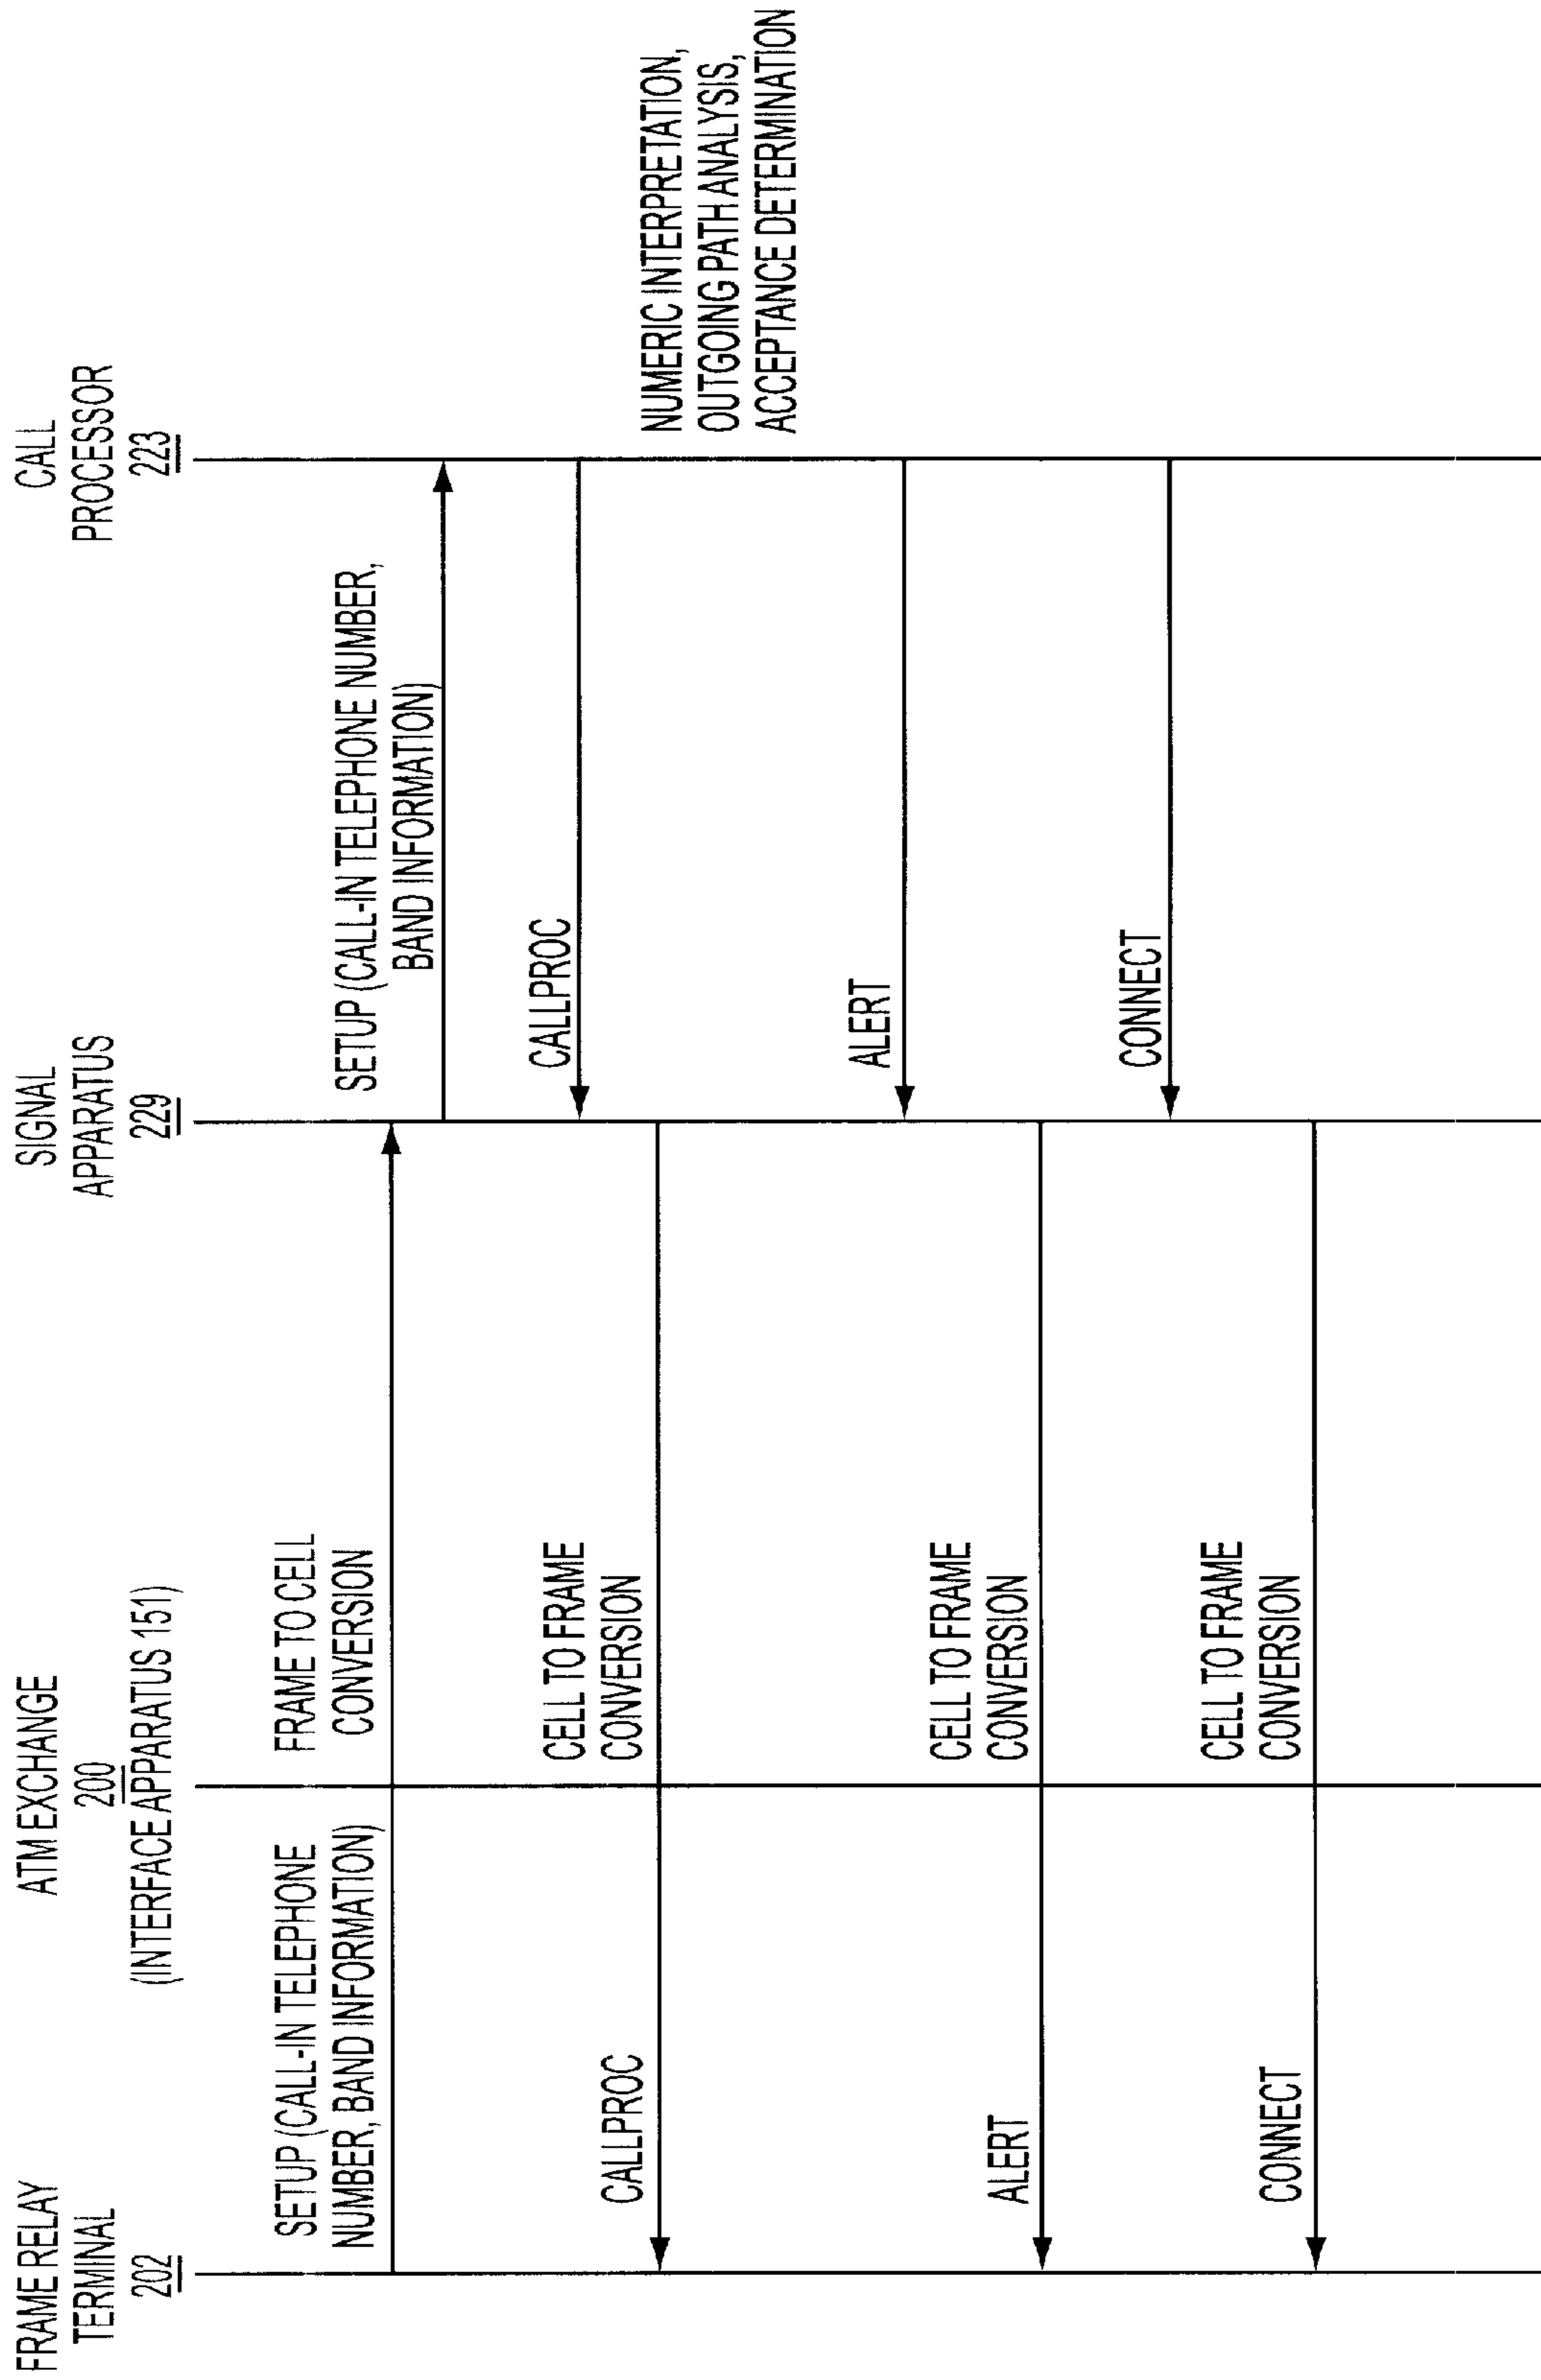 FRAME RELAY
TERMINAL
202
ATM EXCHANGE
200
(INTERFACE APPARATUS 151)
SIGNAL
APPARATUS
229
CALL
PROCESSOR
223
SETUP (CALL-IN TELEPHONE
NUMBER, BAND INFORMATION)
FRAME TO CELL
CONVERSION
SETUP (CALL-IN TELEPHONE NUMBER,
BAND INFORMATION)
CALLPROC
CELL TO FRAME
CONVERSION
CALLPROC
NUMERIC INTERPRETATION,
OUTGOING PATH ANALYSIS,
ACCEPTANCE DETERMINATION
ALERT
CELL TO FRAME
CONVERSION
ALERT
CONNECT
CELL TO FRAME
CONVERSION
CONNECT